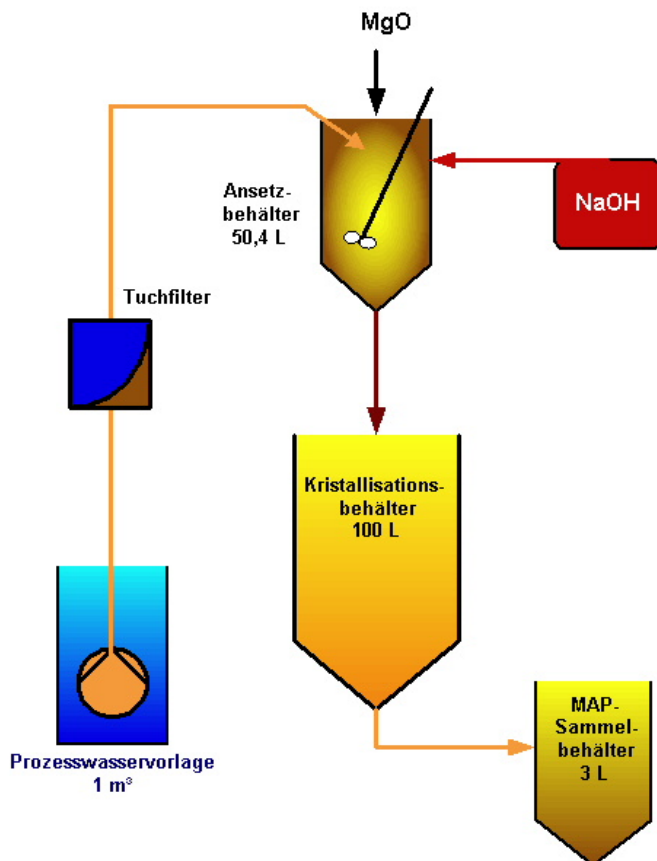 MgO
Ansetz-
behälter
50,4 L
NaOH
Tuchfilter
Kristallisations-
behälter
100 L
Prozesswasservorlage
1 m³
MAP-
Sammel-
behälter
3 L